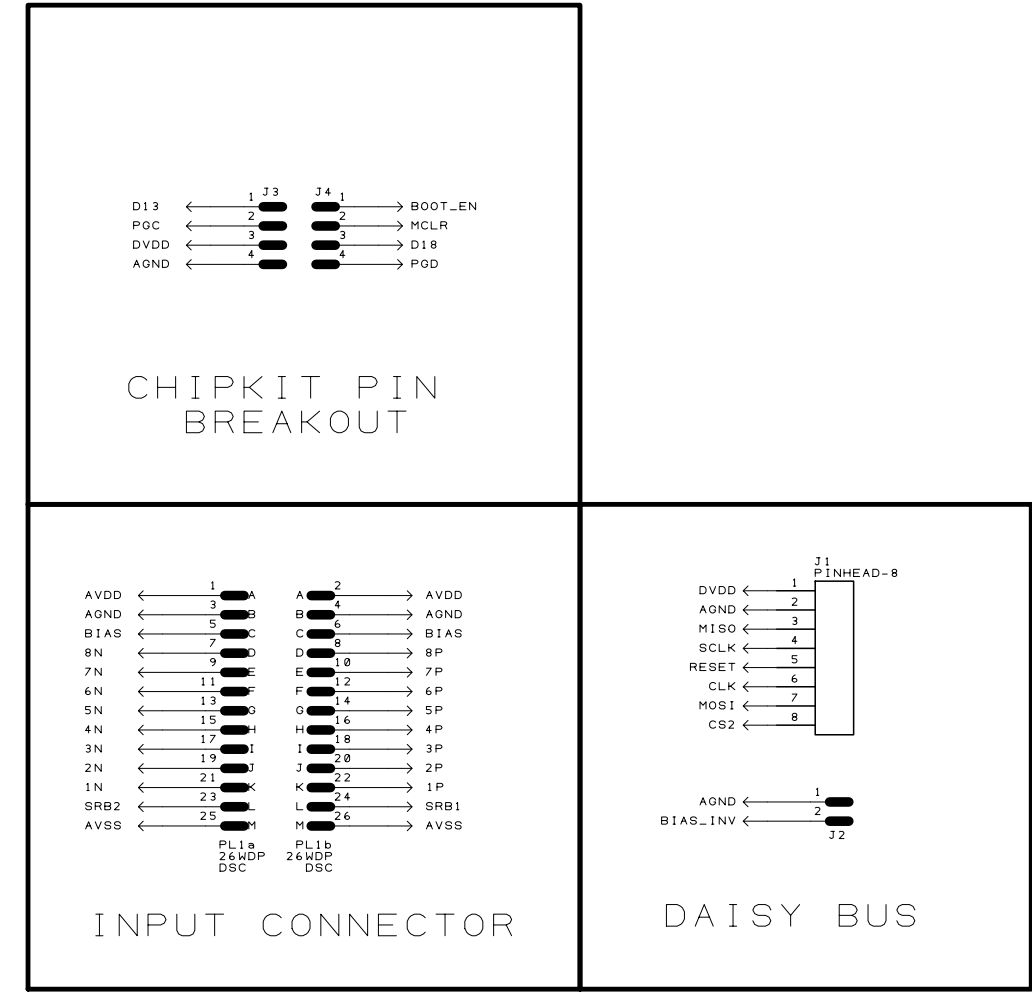 J3 J4
D13 1 1 BOOT_EN
PGC 2 2 MCLR
DVDD 3 3 D18
AGND 4 4 PGD
CHIPKIT PIN
BREAKOUT
AVDD 1 A A 2 AVDD
AGND 3 B B 4 AGND
BIAS 5 C C 6 BIAS
8N 7 D D 8 8P
7N 9 E E 10 7P
6N 11 F F 12 6P
5N 13 G G 14 5P
4N 15 H H 16 4P
3N 17 I I 18 3P
2N 19 J J 20 2P
1N 21 K K 22 1P
SRB2 23 L L 24 SRB1
AVSS 25 M M 26 AVSS
PL1a PL1b
26WDP 26WDP
DSC DSC
INPUT CONNECTOR
J1
PINHEAD-8
DVDD 1
AGND 2
MISO 3
SCLK 4
RESET 5
CLK 6
MOSI 7
CS2 8
AGND 1
BIAS_INV 2
J2
DAISY BUS